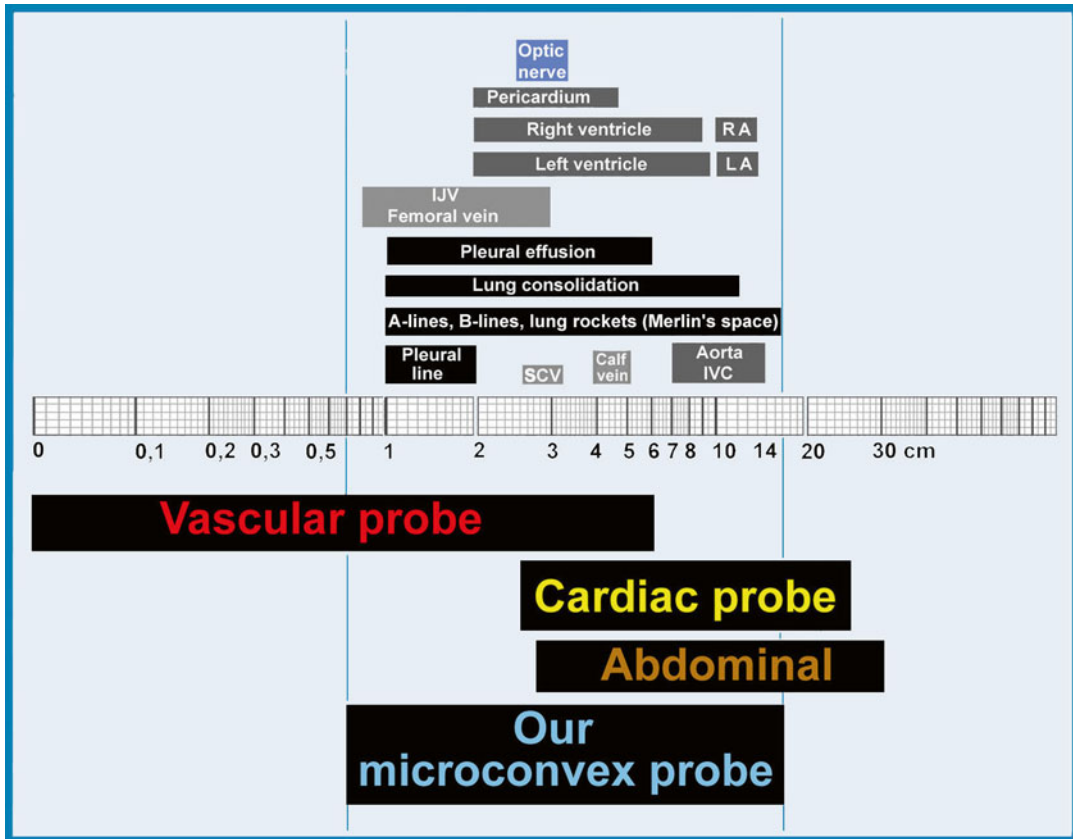 Optic
nerve
Pericardium
Right ventricle
R A
Left ventricle
L A
IJV
Femoral vein
Pleural effusion
Lung consolidation
A-lines, B-lines, lung rockets (Merlin's space)
Pleural
line
SCV
Calf
vein
Aorta
IVC
0 0,1 0,2 0,3 0,5 1 2 3 4 5 6 7 8 10 14 20 30 cm
Vascular probe
Cardiac probe
Abdominal
Our
microconvex probe